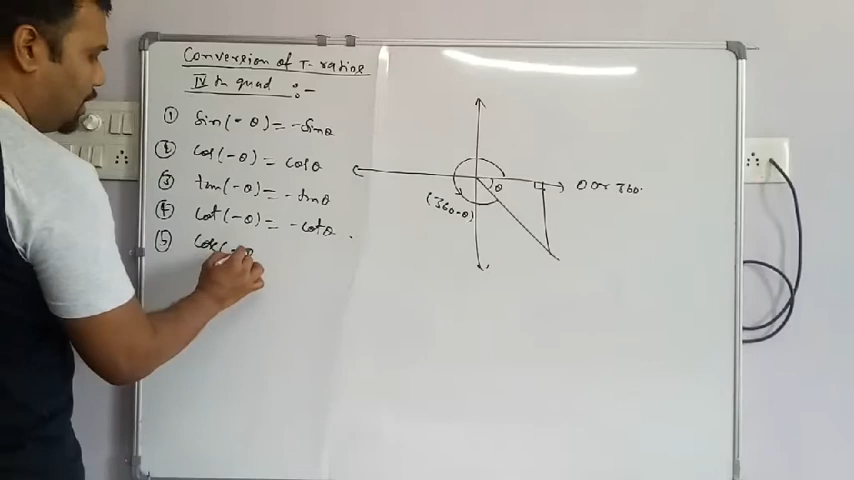 Conversion of T-ratios
IV th quad :-
① Sin(-θ) = -Sinθ
② Cos(-θ) = Cosθ
③ tan(-θ) = -tanθ
④ Cot(-θ) = -Cotθ.
⑤ Cos(-θ
θ
0 or 360.
(360-θ)